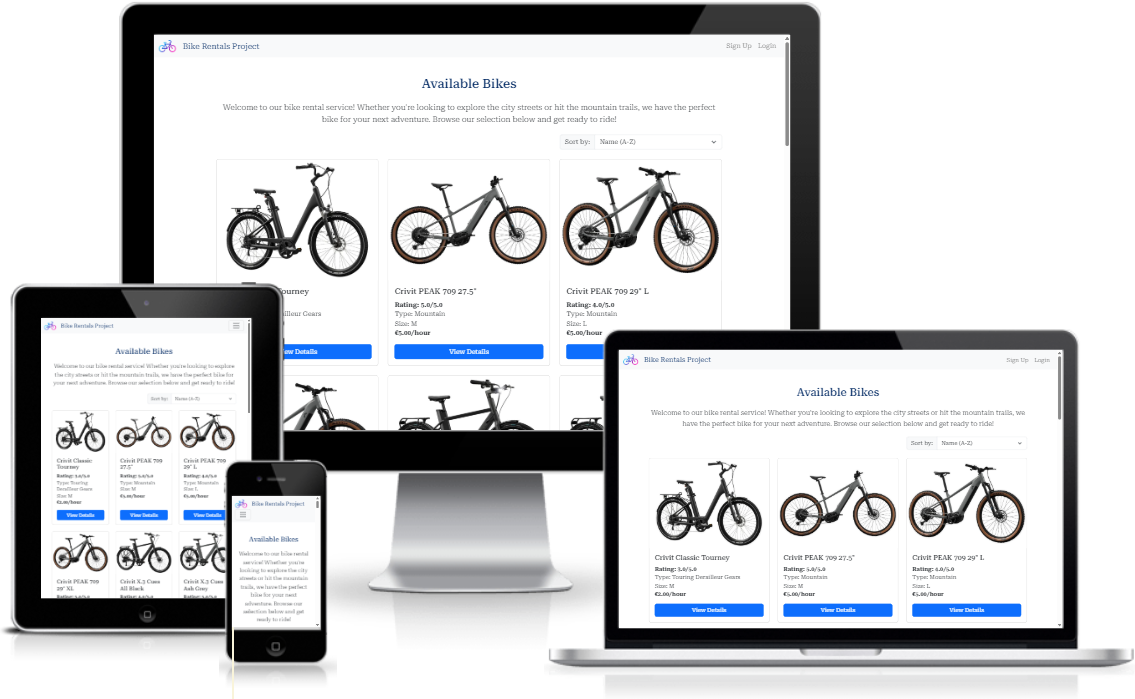 Bike Rentals Project
Sign Up Login
Available Bikes
Welcome to our bike rental service! Whether you're looking to explore the city streets or hit the mountain trails, we have the perfect
bike for your next adventure. Browse our selection below and get ready to ride!
Sort by: Name (A-Z)
ourney
railleur Gears
iew Details
Crivit PEAK 709 27.5"
Rating: 5.0/5.0
Type: Mountain
Size: M
€5.00/hour
View Details
Crivit PEAK 709 29" L
Rating: 4.0/5.0
Type: Mountain
Size: L
€5.00/hour
Bike Rentals Project
Available Bikes
Welcome to our bike rental service! Whether you're looking to explore
the city streets or hit the mountain trails, we have the perfect bike for
your next adventure. Browse our selection below and get ready to ride!
Sort by: Name (A-Z)
Crivit Classic
Tourney
Rating: 3.0/5.0
Type: Touring
Derailleur Gears
Size: M
€2.00/hour
View Details
Crivit PEAK 709
27.5"
Rating: 5.0/5.0
Type: Mountain
Size: M
€5.00/hour
View Details
Crivit PEAK 709
29" L
Rating: 4.0/5.0
Type: Mountain
Size: L
€5.00/hour
View Details
Crivit PEAK 709
29" XL
Crivit X.2 Cues
All Black
Crivit X.2 Cues
Ash Grey
Bike Rentals Project
Available Bikes
Welcome to our bike rental
service! Whether you're
looking to explore the city
streets or hit the mountain
trails, we have the perfect
bike for your next
adventure. Browse our
selection below and get
ready to ride!
Bike Rentals Project
Sign Up Login
Available Bikes
Welcome to our bike rental service! Whether you're looking to explore the city streets or hit the mountain trails, we
have the perfect bike for your next adventure. Browse our selection below and get ready to ride!
Sort by: Name (A-Z)
Crivit Classic Tourney
Rating: 3.0/5.0
Type: Touring Derailleur Gears
Size: M
€2.00/hour
View Details
Crivit PEAK 709 27.5"
Rating: 5.0/5.0
Type: Mountain
Size: M
€5.00/hour
View Details
Crivit PEAK 709 29" L
Rating: 4.0/5.0
Type: Mountain
Size: L
€5.00/hour
View Details